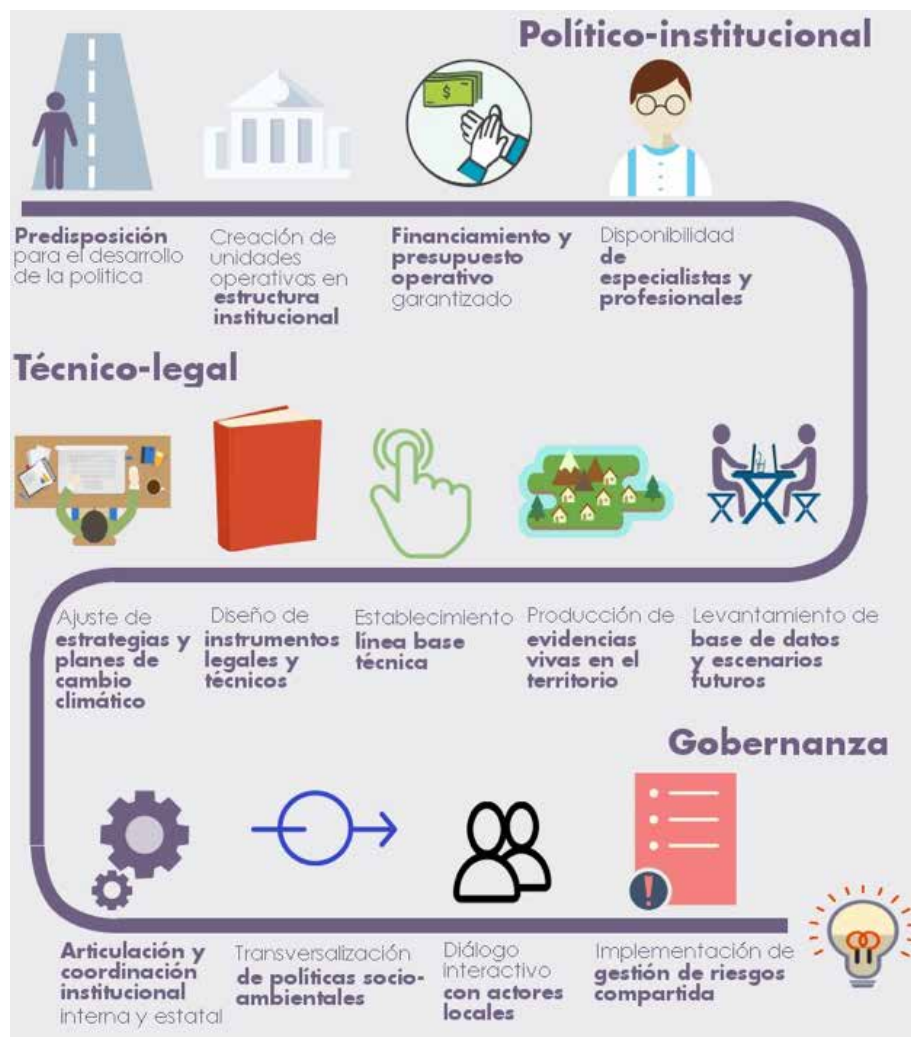 Político-institucional
Predisposición
para el desarrollo
de la politica
Creación de
unidades
operativas en
estructura
institucional
Financiamiento y
presupuesto
operativo
garantizado
Disponibilidad
de
especialistas y
profesionales
Técnico-legal
Ajuste de
estrategias y
planes de
cambio
climático
Diseño de
instrumentos
legales y
técnicos
Establecimiento
línea base
técnica
Producción de
evidencias
vivas en el
territorio
Levantamiento de
base de datos
y escenarios
futuros
Gobernanza
Articulación y
coordinación
institucional
interna y estatal
Transversalización
de políticas socio-
ambientales
Diálogo
interactivo
con actores
locales
Implementación de
gestión de riesgos
compartida